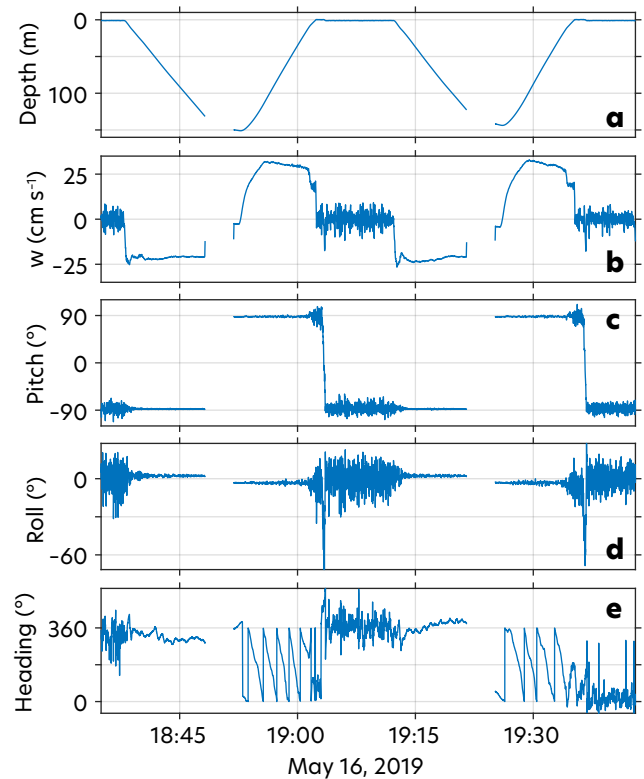 0
100
Depth (m)
a
25
0
−25
w (cm s⁻¹)
b
90
0
−90
Pitch (°)
c
0
−60
Roll (°)
d
360
0
Heading (°)
e
18:45 19:00 19:15 19:30
May 16, 2019